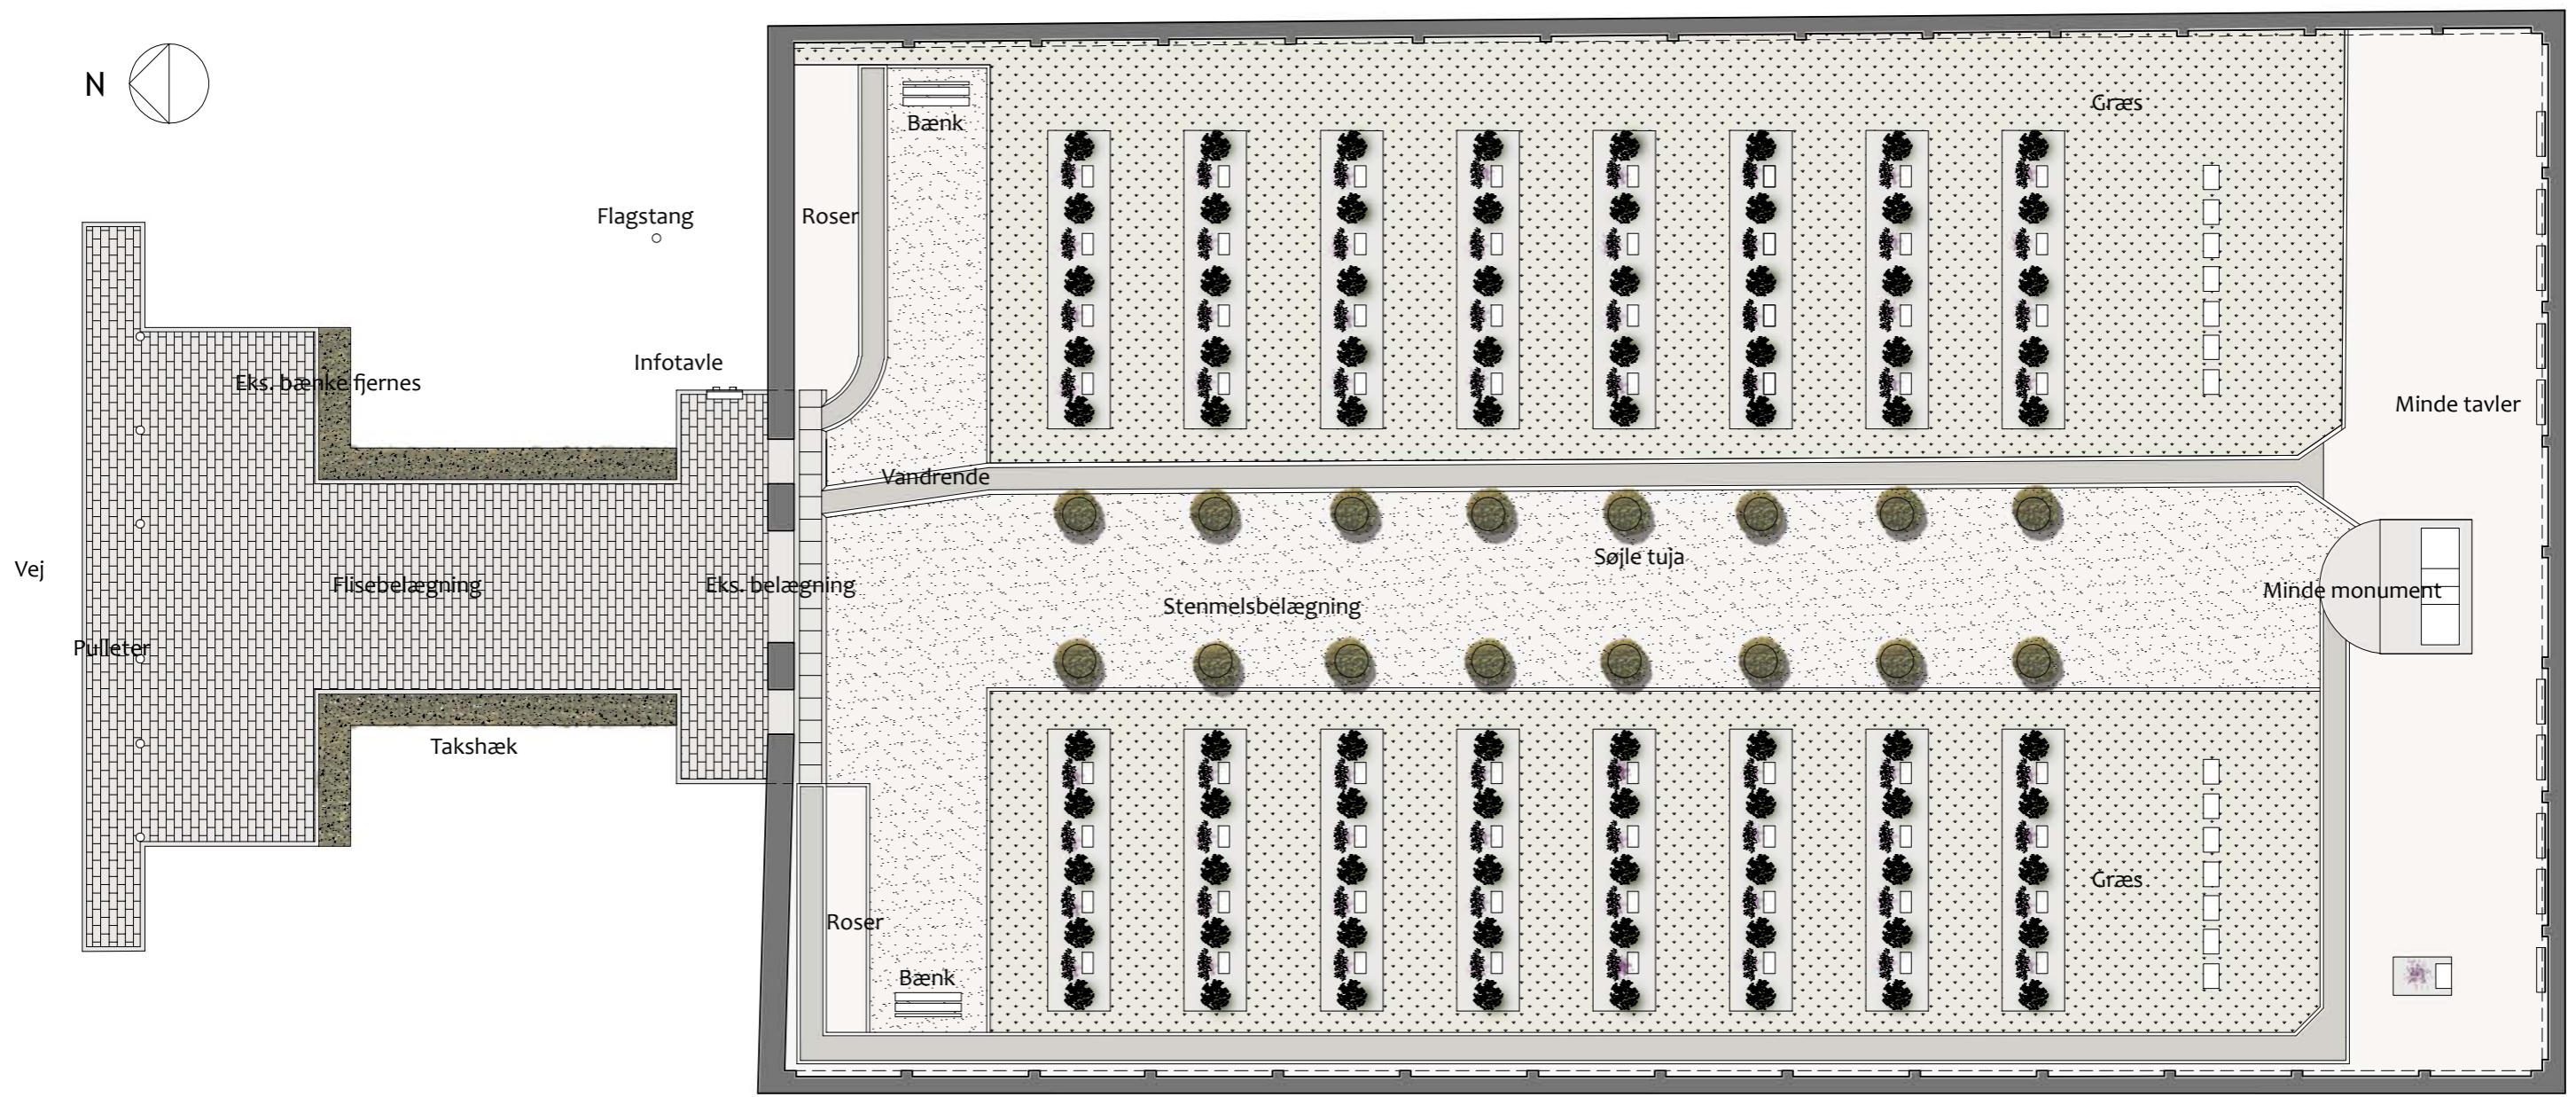 N
Bænk
Græs
Flagstang
Roser
Infotavle
Eks. bænke fjernes
Minde tavler
Vandrende
Søjle tuja
Vej
Flisebelægning
Eks. belægning
Minde monument
Stenmelsbelægning
Pulleter
Takshæk
Græs
Roser
Bænk